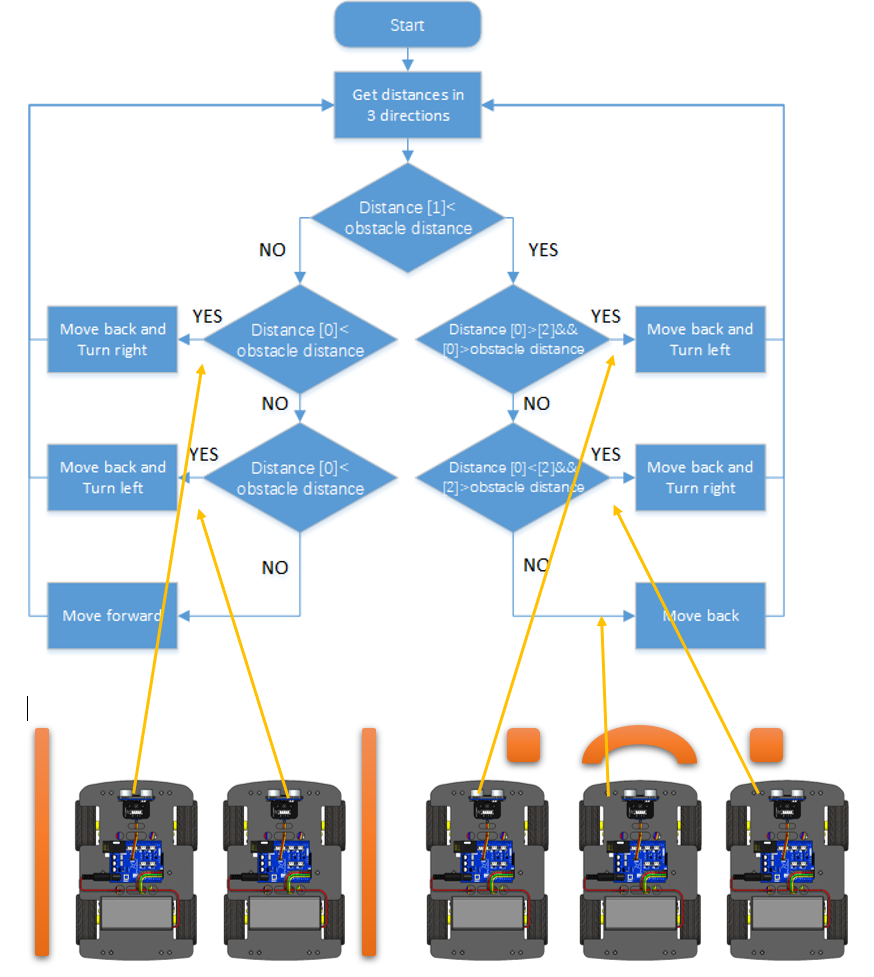 Start
Get distances in
3 directions
Distance [1]<
obstacle distance
NO
YES
Move back and
Turn right
YES
Distance [0]<
obstacle distance
Distance [0]>[2]&&
[0]>obstacle distance
YES
Move back and
Turn left
NO
NO
Move back and
Turn left
YES
Distance [0]<
obstacle distance
Distance [0]<[2]&&
[2]>obstacle distance
YES
Move back and
Turn right
NO
NO
Move forward
Move back